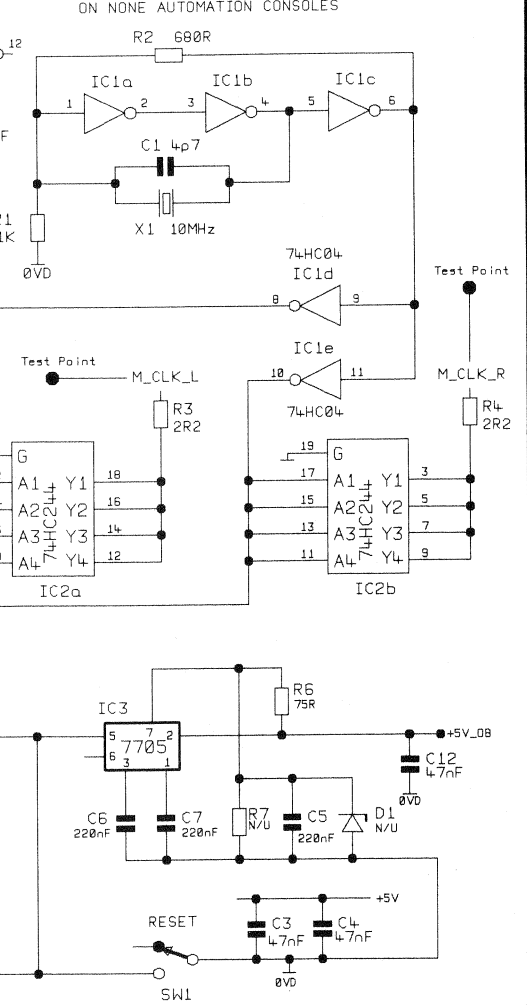 ON NONE AUTOMATION CONSOLES
12
R2 680R
IC1a
IC1b
IC1c
1 2 3 4 5 6
C1 4p7
X1 10MHz
F
1
1K
0VD
74HC04
IC1d
8 9
Test Point
IC1e
10 11
74HC04
Test Point
M_CLK_L
M_CLK_R
R3
2R2
R4
2R2
G
A1 Y1 18
A2 Y2 16
A3 Y3 14
A4 Y4 12
74HC244
IC2a
19 G
17 A1 Y1 3
15 A2 Y2 5
13 A3 Y3 7
11 A4 Y4 9
74HC244
IC2b
R6
75R
IC3
5 7 2
7705
6 3 1
+5V_OB
C12
47nF
0VD
C6
220nF
C7
220nF
R7
N/U
C5
220nF
D1
N/U
+5V
RESET
C3
47nF
C4
47nF
0VD
SW1